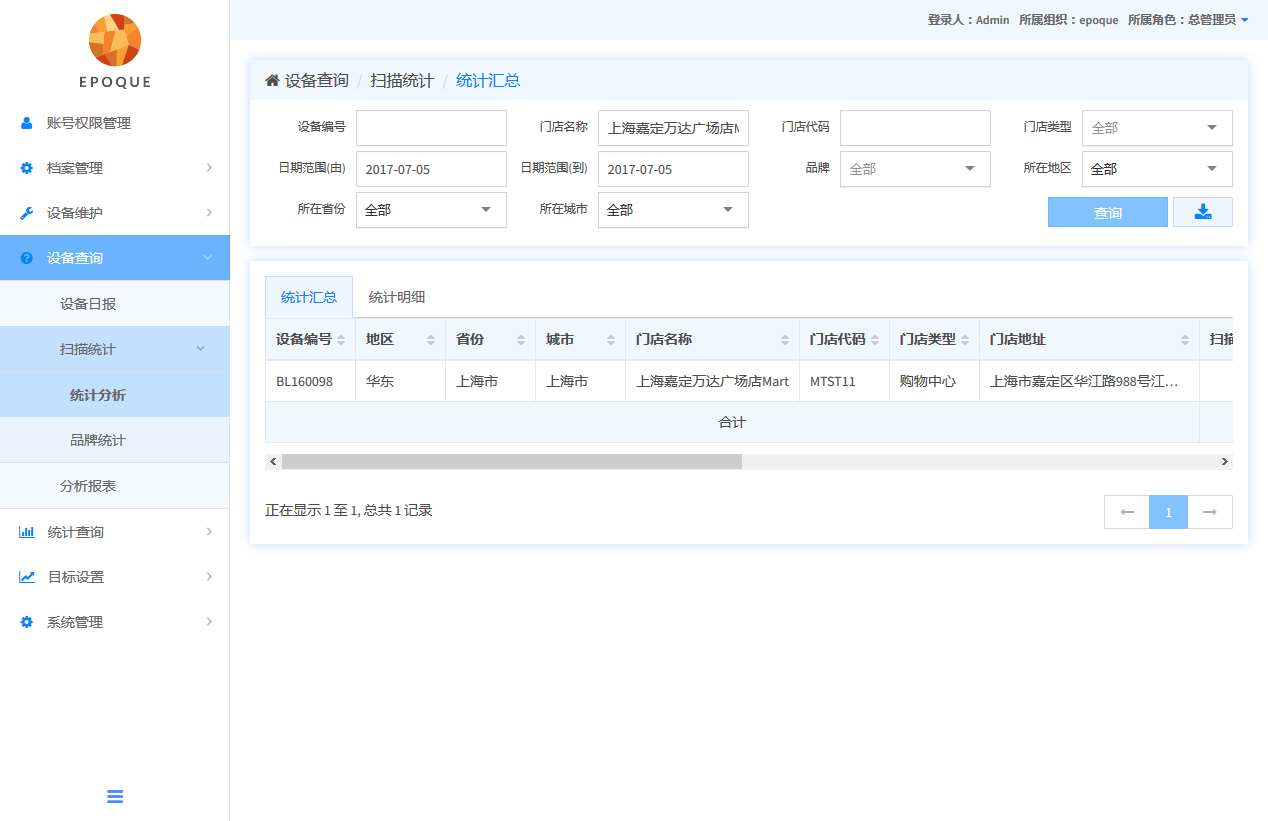 登录人：Admin 所属组织：epoque 所属角色：总管理员
EPOQUE
账号权限管理
档案管理
设备维护
设备查询
设备日报
扫描统计
统计分析
品牌统计
分析报表
统计查询
目标设置
系统管理
设备查询 / 扫描统计 / 统计汇总
设备编号 门店名称 上海嘉定万达广场店M 门店代码 门店类型 全部
日期范围(由) 2017-07-05 日期范围(到) 2017-07-05 品牌 全部 所在地区 全部
所在省份 全部 所在城市 全部 查询
统计汇总 统计明细
设备编号 地区 省份 城市 门店名称 门店代码 门店类型 门店地址 扫描
BL160098 华东 上海市 上海市 上海嘉定万达广场店Mart MTST11 购物中心 上海市嘉定区华江路988号江…
合计
正在显示 1 至 1, 总共 1 记录
← 1 →